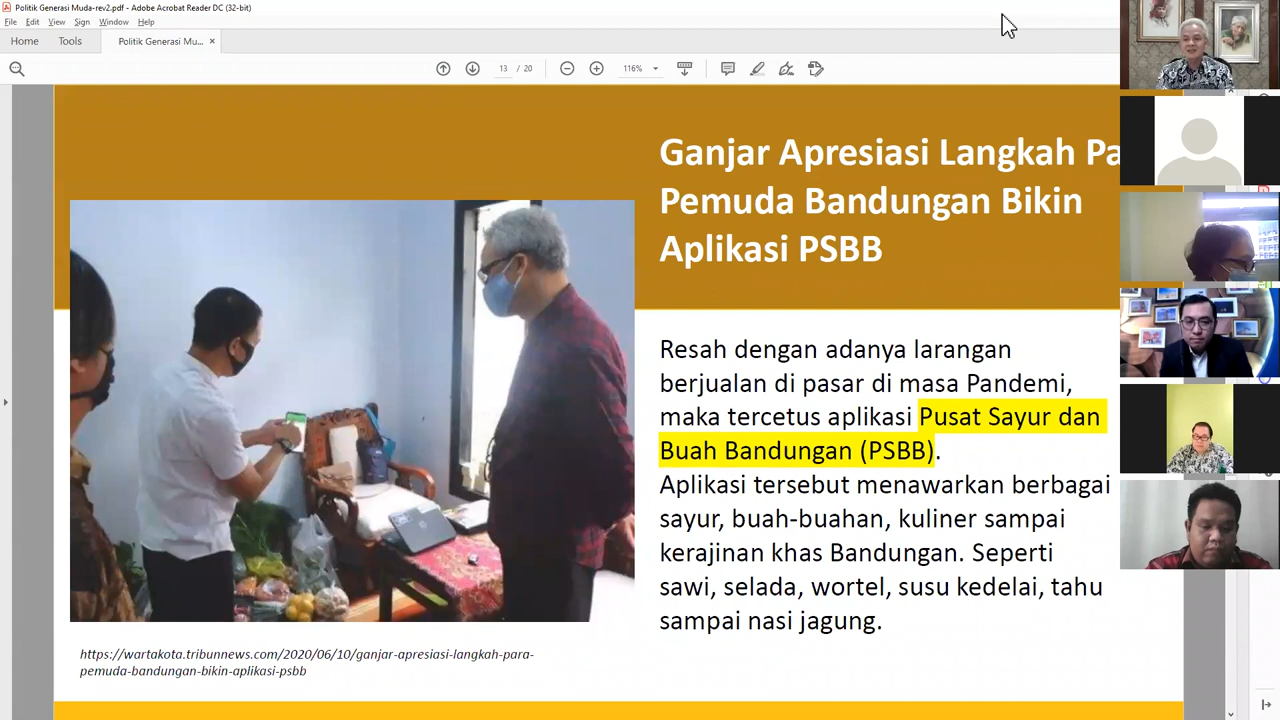 Politik Generasi Muda-rev2.pdf - Adobe Acrobat Reader DC (32-bit)
File Edit View Sign Window Help
Home Tools Politik Generasi Mu... ×
13 / 20 116%
Ganjar Apresiasi Langkah Pa
Pemuda Bandungan Bikin
Aplikasi PSBB
Resah dengan adanya larangan
berjualan di pasar di masa Pandemi,
maka tercetus aplikasi Pusat Sayur dan
Buah Bandungan (PSBB).
Aplikasi tersebut menawarkan berbagai
sayur, buah-buahan, kuliner sampai
kerajinan khas Bandungan. Seperti
sawi, selada, wortel, susu kedelai, tahu
sampai nasi jagung.
https://wartakota.tribunnews.com/2020/06/10/ganjar-apresiasi-langkah-para-
pemuda-bandungan-bikin-aplikasi-psbb